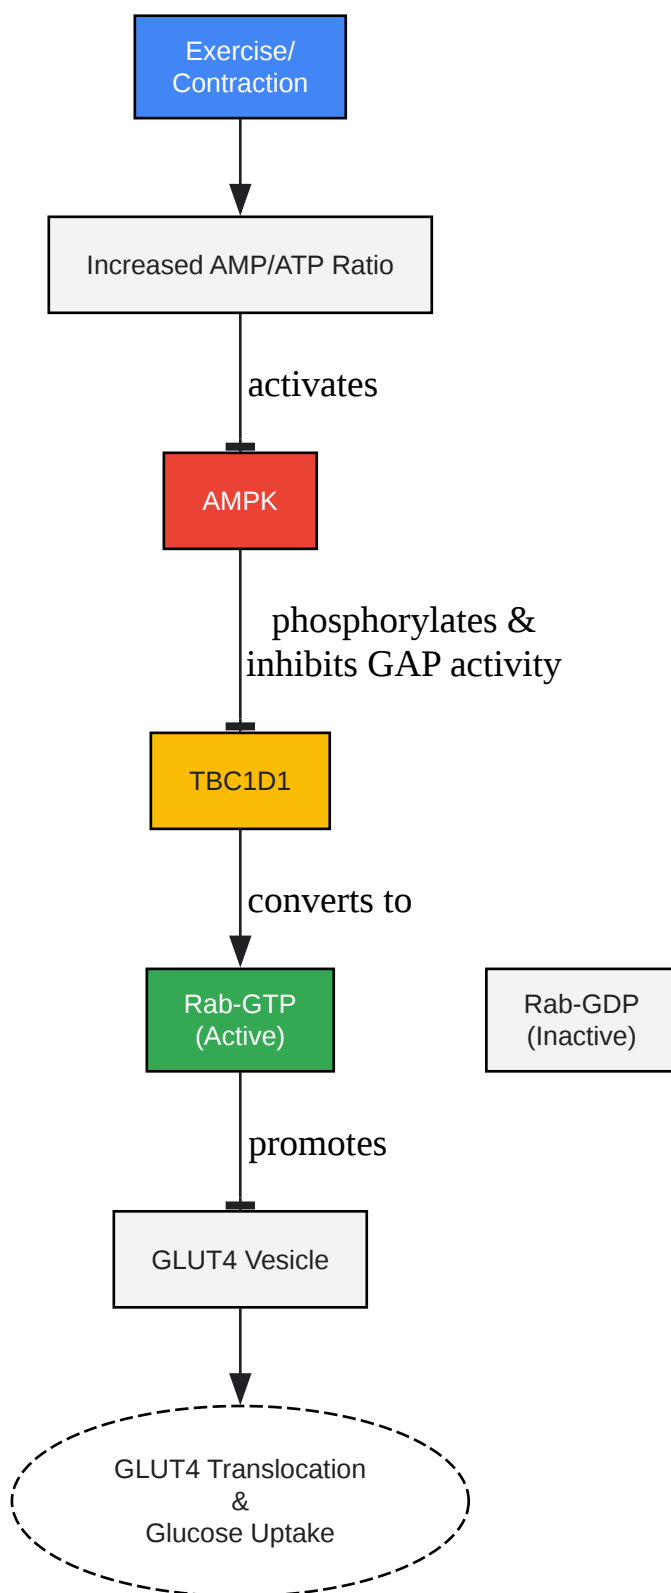 Exercise/
Contraction
Increased AMP/ATP Ratio
activates
AMPK
phosphorylates &
inhibits GAP activity
TBC1D1
converts to
Rab-GTP
(Active)
Rab-GDP
(Inactive)
promotes
GLUT4 Vesicle
GLUT4 Translocation
&
Glucose Uptake